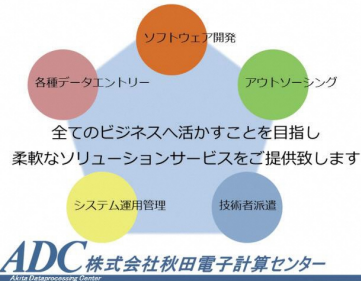 ソフトウェア開発
各種データエントリー
アウトソーシング
全てのビジネスへ活かすことを目指し
柔軟なソリューションサービスをご提供致します
システム運用管理
技術者派遣
ADC 株式会社秋田電子計算センター
Akita Dataprocessing Center